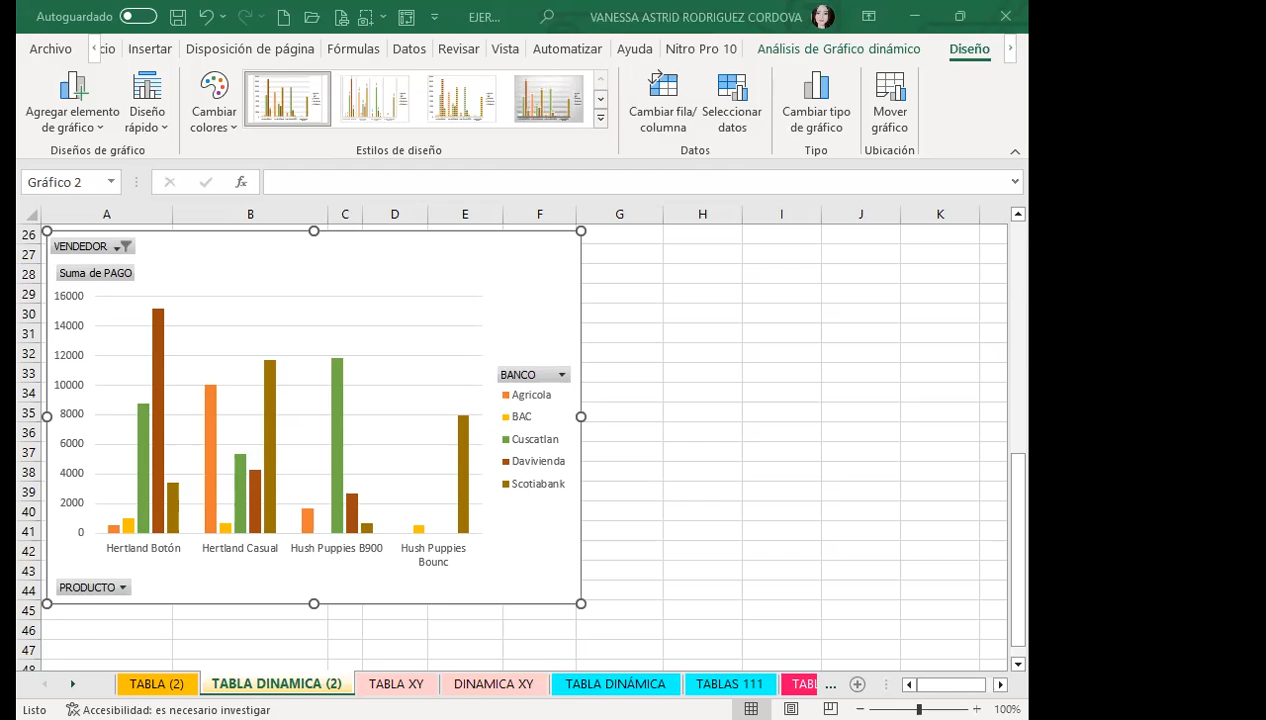 Autoguardado EJER... VANESSA ASTRID RODRIGUEZ CORDOVA
Archivo cio Insertar Disposición de página Fórmulas Datos Revisar Vista Automatizar Ayuda Nitro Pro 10 Análisis de Gráfico dinámico Diseño
Agregar elemento de gráfico
Diseño rápido
Cambiar colores
Cambiar fila/ columna
Seleccionar datos
Cambiar tipo de gráfico
Mover gráfico
Diseños de gráfico Estilos de diseño Datos Tipo Ubicación
Gráfico 2 fx
A B C D E F G H I J K
26
27
28
29
30
31
32
33
34
35
36
37
38
39
40
41
42
43
44
45
46
47
48
VENDEDOR
Suma de PAGO
16000
14000
12000
10000
8000
6000
4000
2000
0
Hertland Botón Hertland Casual Hush Puppies B900 Hush Puppies Bounc
BANCO
Agricola
BAC
Cuscatlan
Davivienda
Scotiabank
PRODUCTO
TABLA (2) TABLA DINAMICA (2) TABLA XY DINAMICA XY TABLA DINÁMICA TABLAS 111 TABL ...
Listo Accesibilidad: es necesario investigar 100%